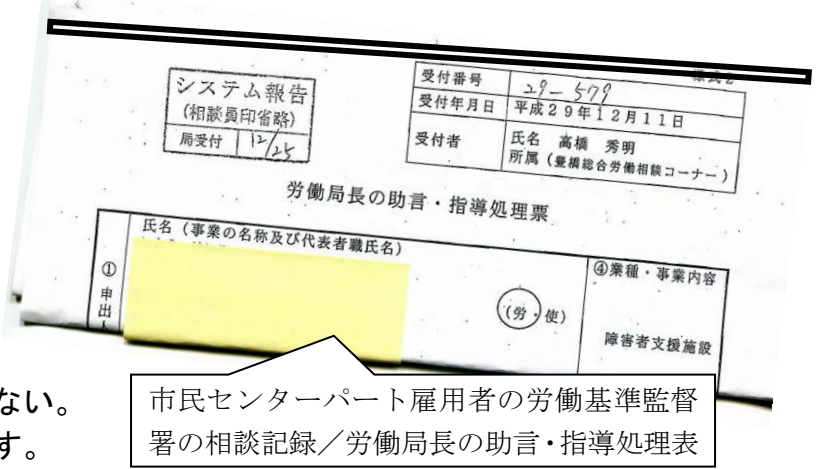 システム報告
(相談員印省略)
局受付 12/25
受付番号 29-579
受付年月日 平成29年12月11日
受付者 氏名 高橋 秀明
所属(豊橋総合労働相談コーナー)
労働局長の助言・指導処理票
氏名(事業の名称及び代表者職氏名)
①
申
出
(労・使)
④業種・事業内容
障害者支援施設
ない。
す。
市民センターパート雇用者の労働基準監督
署の相談記録/労働局長の助言・指導処理表